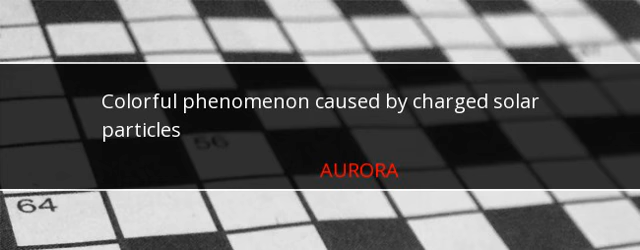 Colorful phenomenon caused by charged solar
particles
56
AURORA
64